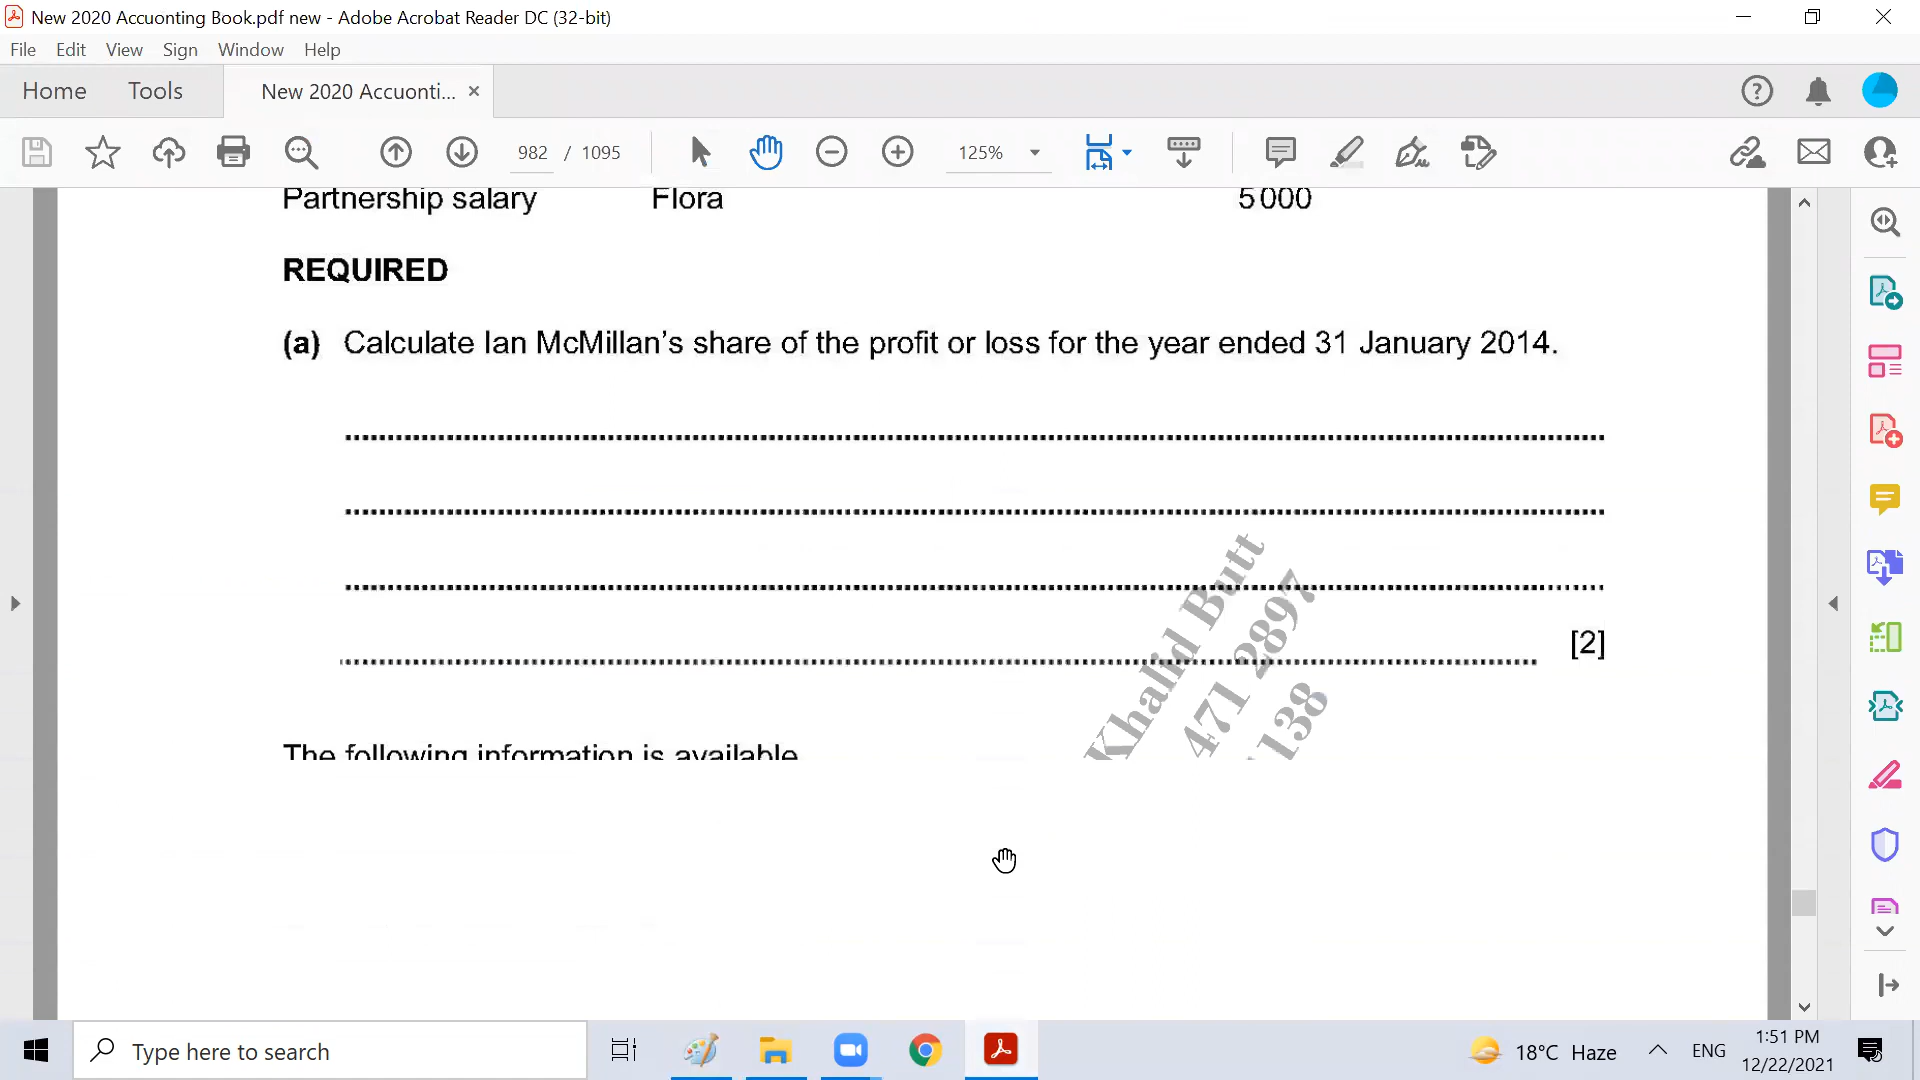 New 2020 Accuonting Book.pdf new - Adobe Acrobat Reader DC (32-bit)
File Edit View Sign Window Help
Home Tools New 2020 Accuonti... ×
982 / 1095 125%
Partnership salary Flora 5 000
REQUIRED
(a) Calculate Ian McMillan's share of the profit or loss for the year ended 31 January 2014.
[2]
Khalid Butt
471 2897
138
The following information is available
Type here to search
18°C Haze ENG 1:51 PM
12/22/2021